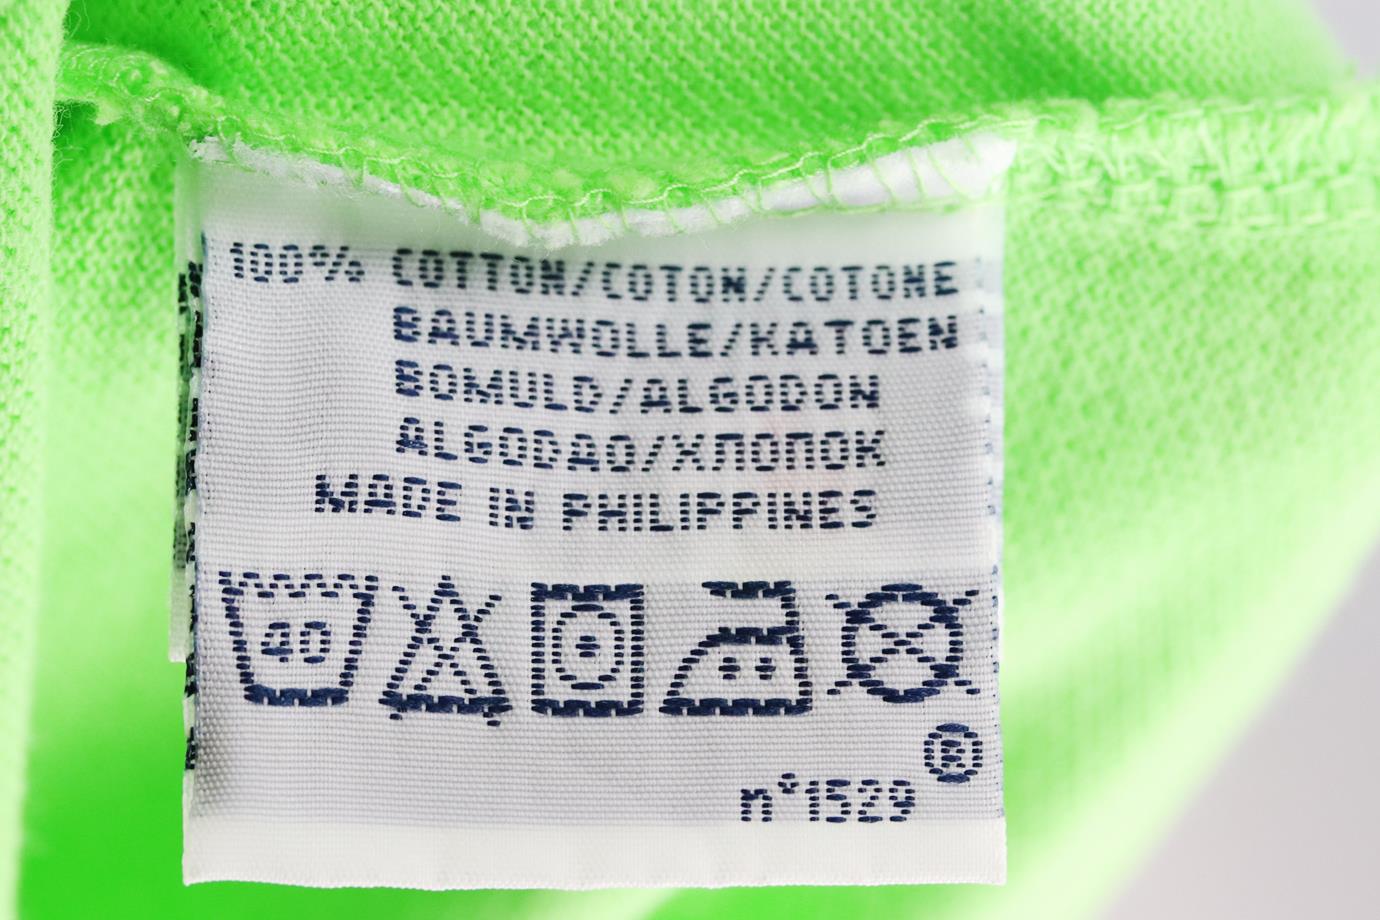 100% COTTON/COTON/COTONE
BAUMWOLLE/KATOEN
BOMULD/ALGODON
ALGODAO/ХЛОПОК
MADE IN PHILIPPINES
40
®
n°1529